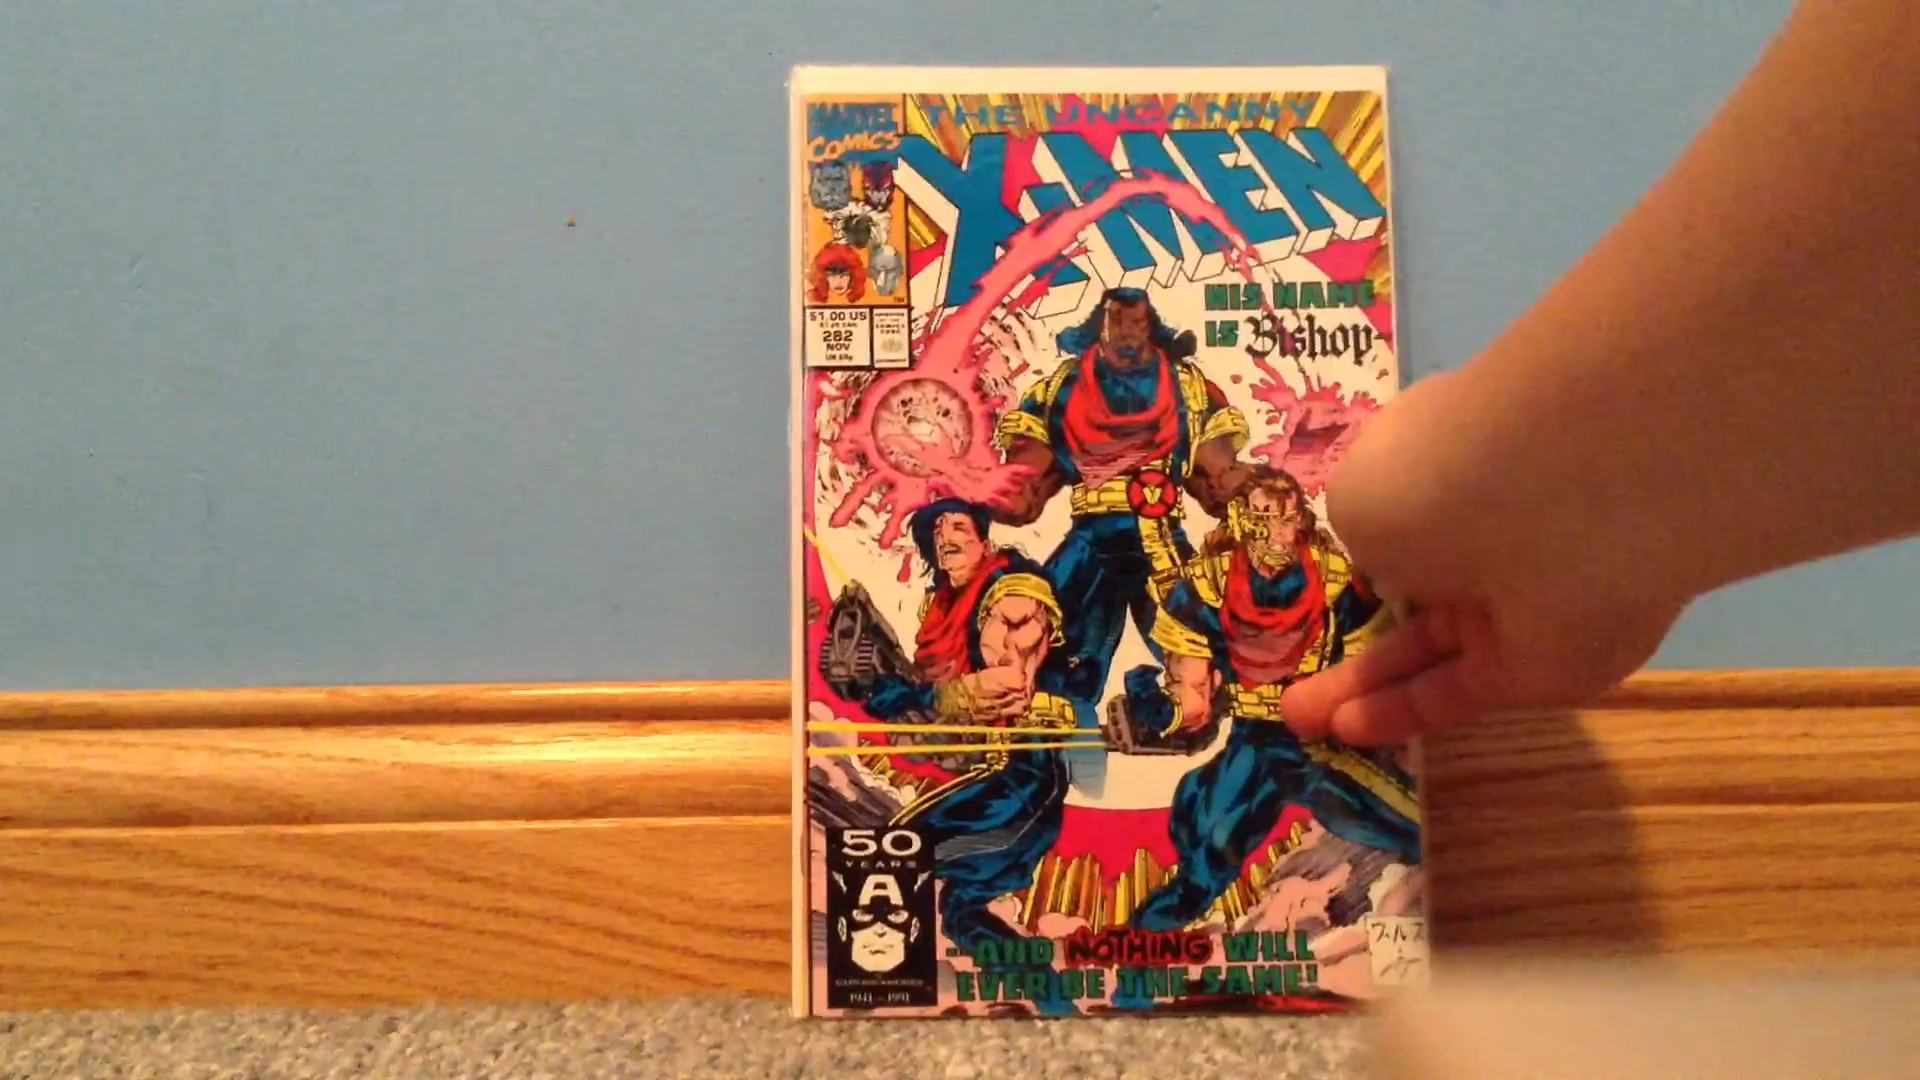 MARVEL
COMICS
THE UNCANNY
X-MEN
$1.00 US
282
NOV
HIS NAME
IS Bishop-
50
YEARS
A
1941-1991
...AND NOTHING WILL
EVER BE THE SAME!